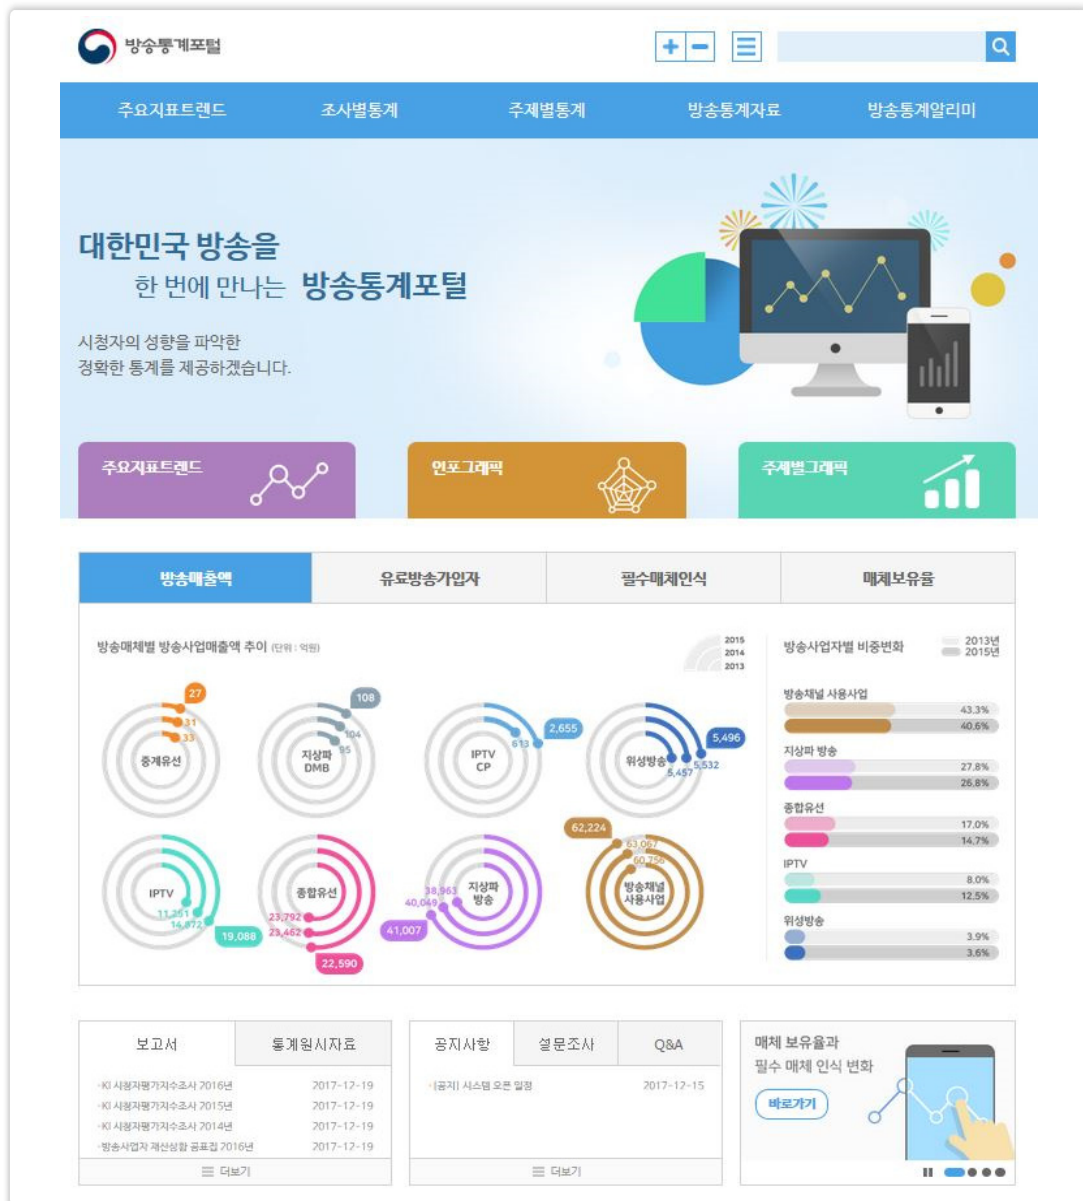 방송통계포털
주요지표트렌드 조사별통계 주제별통계 방송통계자료 방송통계알리미
대한민국 방송을
한 번에 만나는 방송통계포털
시청자의 성향을 파악한
정확한 통계를 제공하겠습니다.
주요지표트렌드 인포그래픽 주제별그래픽
방송매출액 유료방송가입자 필수매체인식 매체보유율
방송매체별 방송사업매출액 추이 (단위 : 억원)
2015
2014
2013
27
31
33
중계유선
108
104
95
지상파
DMB
2,655
613
IPTV
CP
5,496
5,532
5,457
위성방송
IPTV
11,251
14,872
19,088
종합유선
23,792
23,462
22,590
지상파
방송
38,963
40,049
41,007
62,224
63,067
60,756
방송채널
사용사업
방송사업자별 비중변화
2013년
2015년
방송채널 사용사업
43.3%
40.6%
지상파 방송
27.8%
26.8%
종합유선
17.0%
14.7%
IPTV
8.0%
12.5%
위성방송
3.9%
3.6%
보고서 통계원시자료
·KI 시청자평가지수조사 2016년 2017-12-19
·KI 시청자평가지수조사 2015년 2017-12-19
·KI 시청자평가지수조사 2014년 2017-12-19
·방송사업자 재산상황 공표집 2016년 2017-12-19
더보기
공지사항 설문조사 Q&A
·[공지] 시스템 오픈 일정 2017-12-15
더보기
매체 보유율과
필수 매체 인식 변화
바로가기